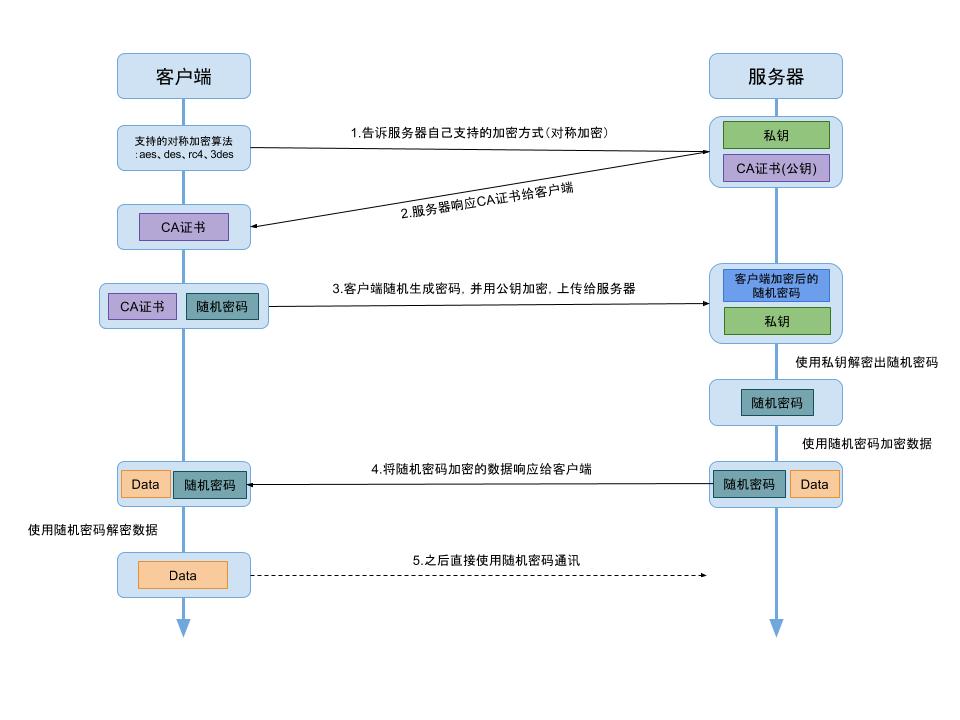 客户端
服务器
支持的对称加密算法
：aes、des、rc4、3des
1.告诉服务器自己支持的加密方式（对称加密）
私钥
CA证书(公钥)
2.服务器响应CA证书给客户端
CA证书
CA证书
随机密码
3.客户端随机生成密码, 并用公钥加密, 上传给服务器
客户端加密后的
随机密码
私钥
使用私钥解密出随机密码
随机密码
使用随机密码加密数据
Data
随机密码
4.将随机密码加密的数据响应给客户端
随机密码
Data
使用随机密码解密数据
Data
5.之后直接使用随机密码通讯